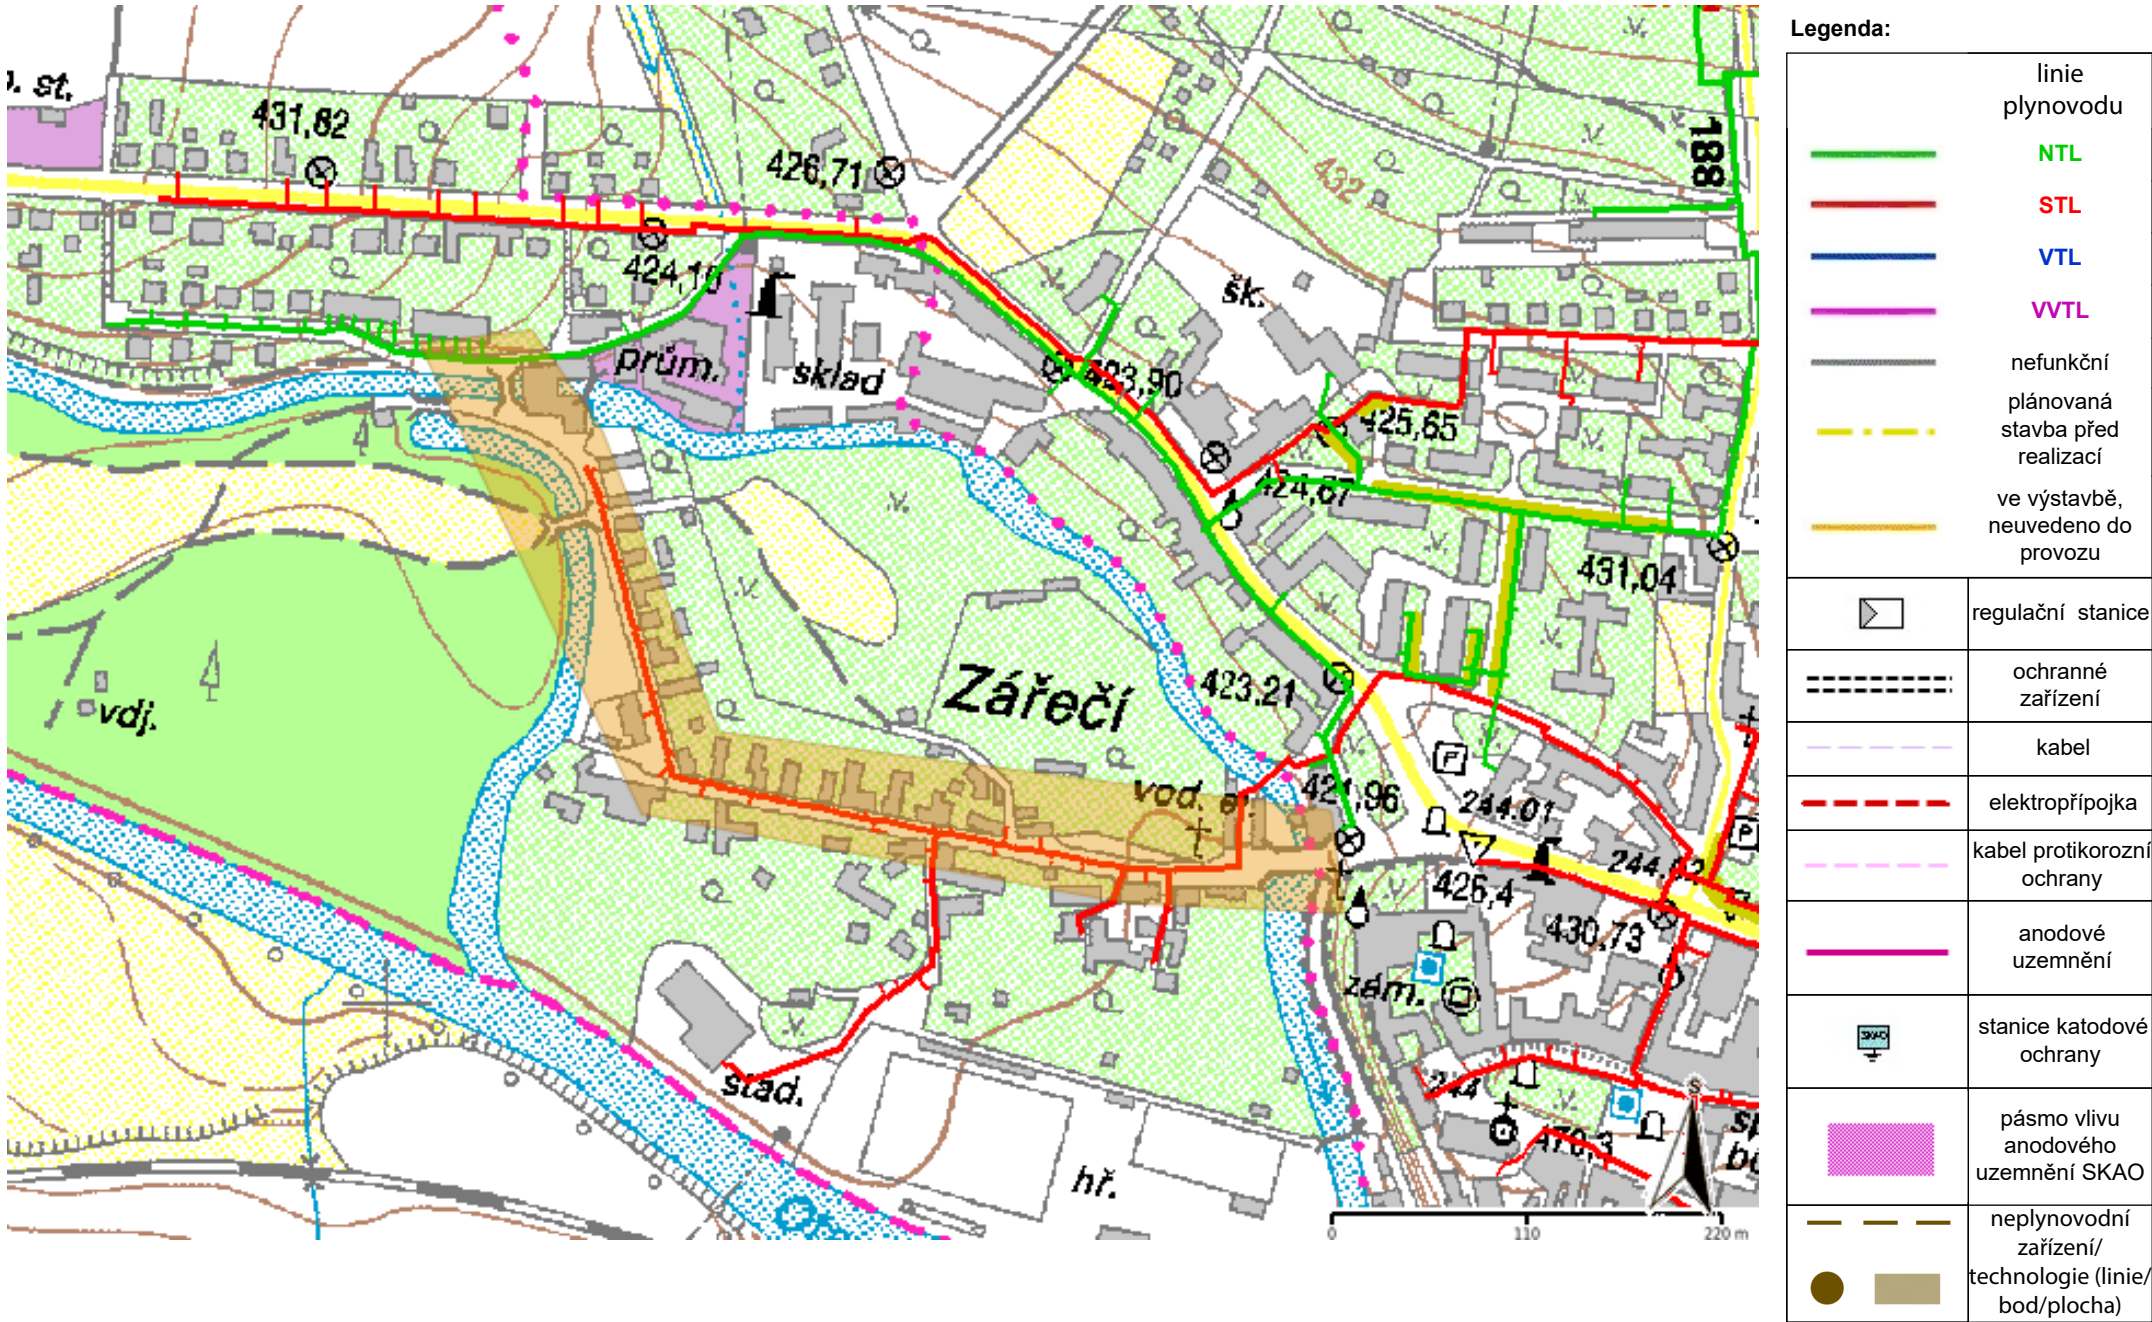 o. st.
431,82
426,71
188
432
424,19
šk.
prům.
sklad
423,90
425,65
424,67
431,04
Zářečí
423,21
vdj.
vod. el.
421,96
244.01
426,4
430,73
zám.
stad.
244
470,3
hř.
S
0 110 220 m
Legenda:
linie
plynovodu
NTL
STL
VTL
VVTL
nefunkční
plánovaná
stavba před
realizací
ve výstavbě,
neuvedeno do
provozu
regulační stanice
ochranné
zařízení
kabel
elektropřípojka
kabel protikorozní
ochrany
anodové
uzemnění
SKAO
stanice katodové
ochrany
pásmo vlivu
anodového
uzemnění SKAO
neplynovodní
zařízení/
technologie (linie/
bod/plocha)